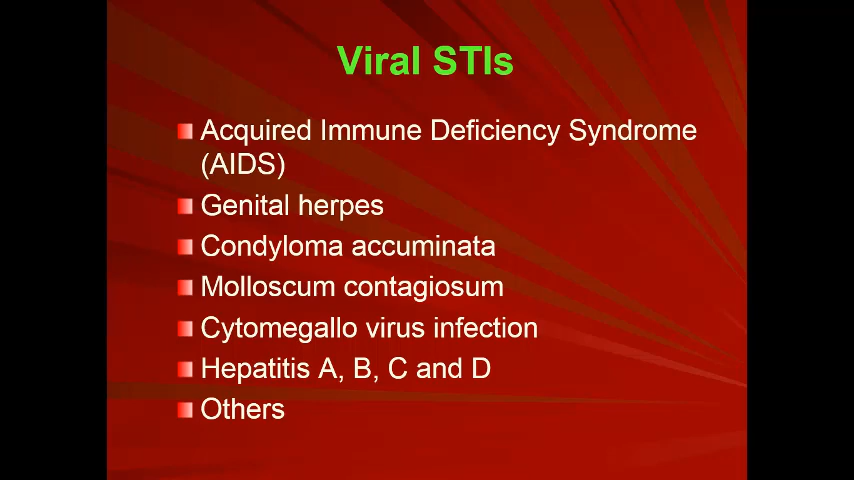 Viral STIs
Acquired Immune Deficiency Syndrome
(AIDS)
Genital herpes
Condyloma accuminata
Molloscum contagiosum
Cytomegallo virus infection
Hepatitis A, B, C and D
Others